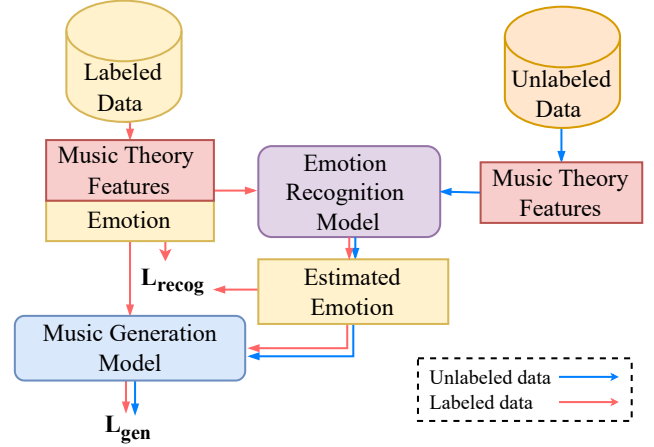 Labeled
Data
Unlabeled
Data
Music Theory
Features
Emotion
Emotion
Recognition
Model
Music Theory
Features
L_recog
Estimated
Emotion
Music Generation
Model
L_gen
Unlabeled data
Labeled data